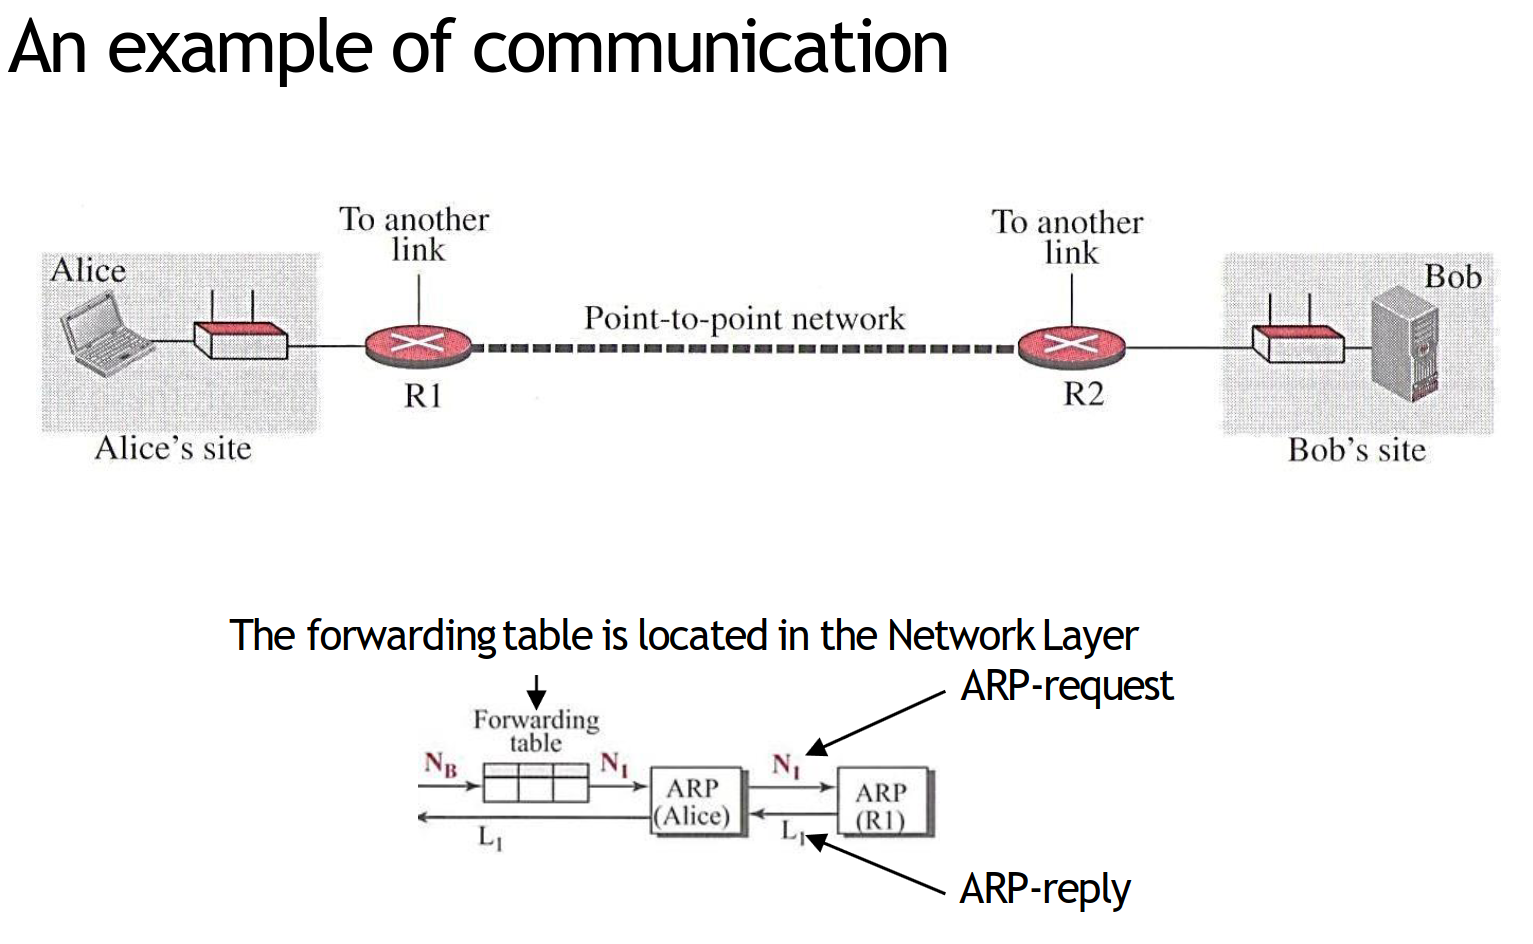 An example of communication
To another
link
To another
link
Alice
Bob
Point-to-point network
R1
R2
Alice's site
Bob's site
The forwarding table is located in the Network Layer
ARP-request
Forwarding
table
N_B
N_1
N_1
ARP
(Alice)
ARP
(R1)
L_1
L_1
ARP-reply